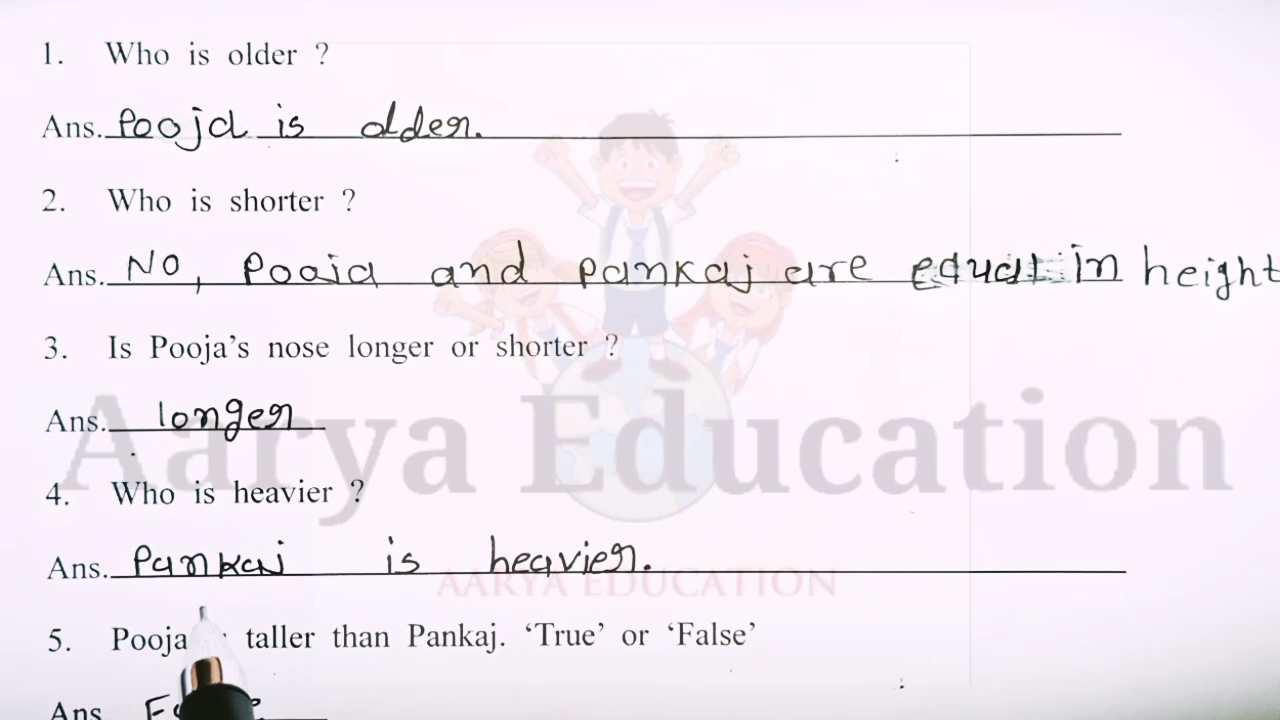 1. Who is older ?
Ans. Pooja is older.
2. Who is shorter ?
Ans. No, Pooja and Pankaj are equal in height
3. Is Pooja's nose longer or shorter ?
Ans. longer
Aarya Education
4. Who is heavier ?
Ans. Pankaj is heavier.
AARYA EDUCATION
5. Pooja taller than Pankaj. 'True' or 'False'
Ans